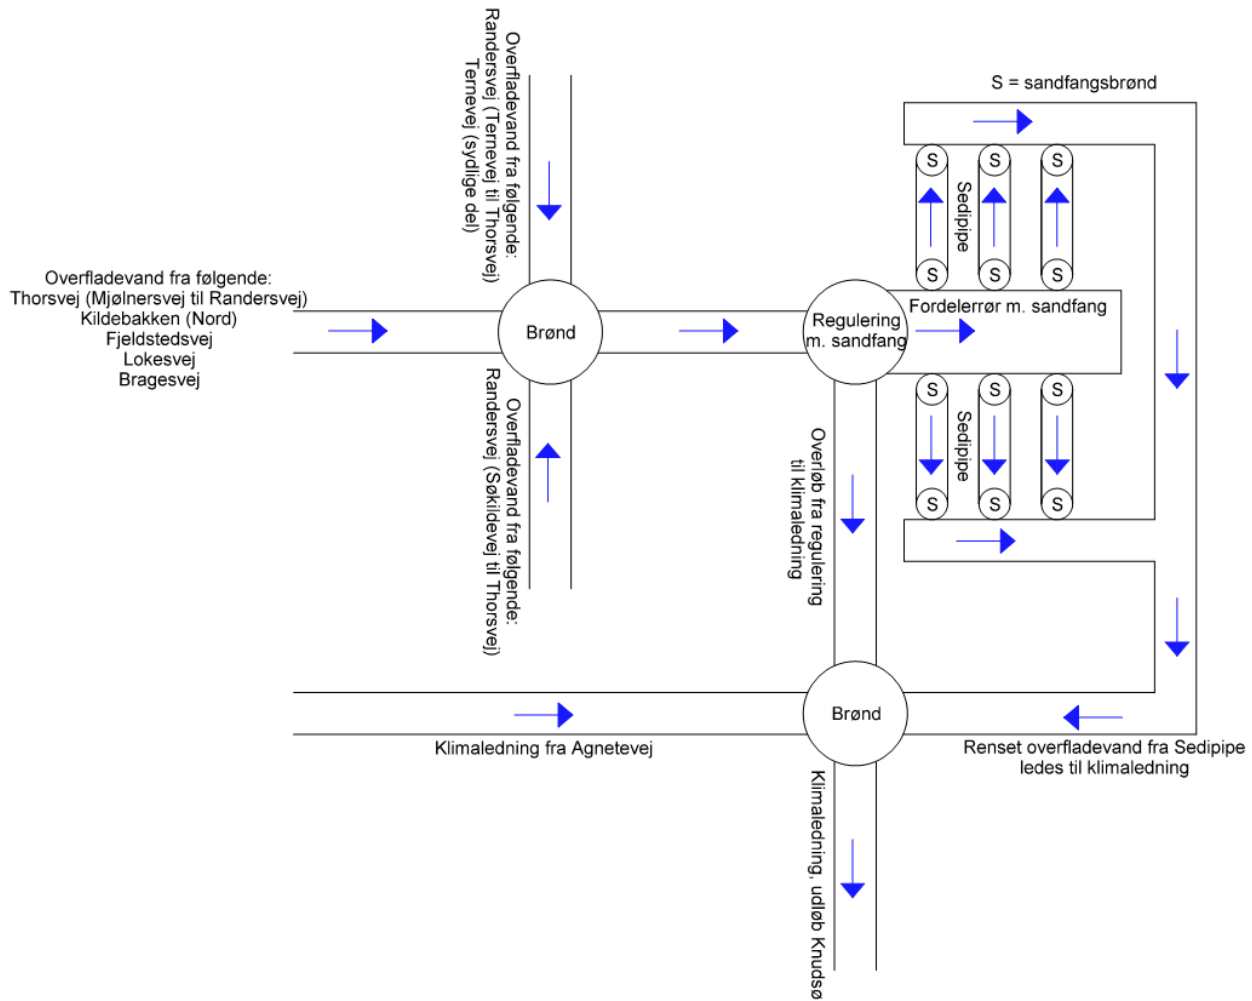 Overfladevand fra følgende:
Randersvej (Ternevej til Thorsvej)
Ternevej (sydlige del)
S = sandfangsbrønd
S
S
S
Sedipipe
S
S
S
Overfladevand fra følgende:
Thorsvej (Mjølnersvej til Randersvej)
Kildebakken (Nord)
Fjeldstedsvej
Lokesvej
Bragesvej
Brønd
Regulering
m. sandfang
Fordelerrør m. sandfang
S
S
S
Sedipipe
S
S
S
Overfladevand fra følgende:
Randersvej (Søkildevej til Thorsvej)
Overløb fra regulering
til klimaledning
Brønd
Klimaledning fra Agnetevej
Renset overfladevand fra Sedipipe
ledes til klimaledning
Klimaledning, udløb Knudsø